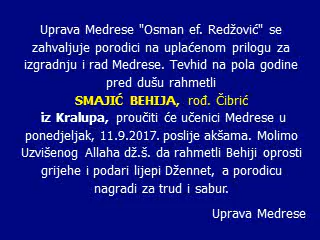 Uprava Medrese "Osman ef. Redžović" se
zahvaljuje porodici na uplaćenom prilogu za
izgradnju i rad Medrese. Tevhid na pola godine
pred dušu rahmetli
SMAJIĆ BEHIJA, rođ. Čibrić
iz Kralupa, proučiti će učenici Medrese u
ponedjeljak, 11.9.2017. poslije akšama. Molimo
Uzvišenog Allaha dž.š. da rahmetli Behiji oprosti
grijehe i podari lijepi Džennet, a porodicu
nagradi za trud i sabur.
Uprava Medrese